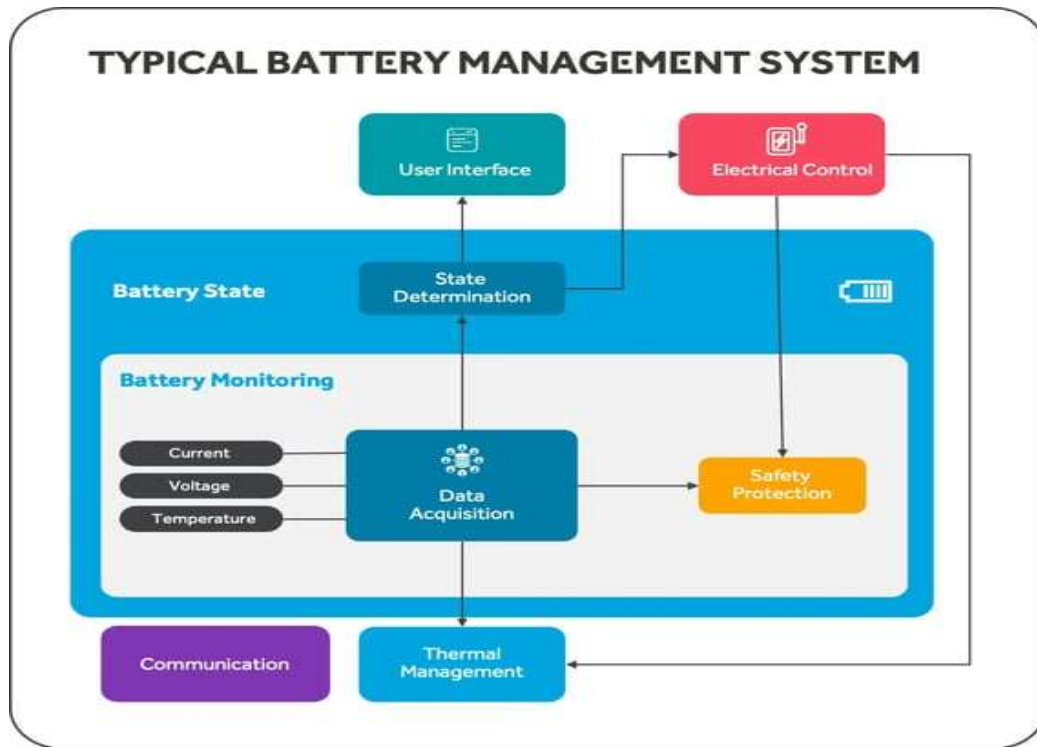 TYPICAL BATTERY MANAGEMENT SYSTEM
User Interface
Electrical Control
Battery State
State
Determination
Battery Monitoring
Current
Voltage
Temperature
Data
Acquisition
Safety
Protection
Communication
Thermal
Management